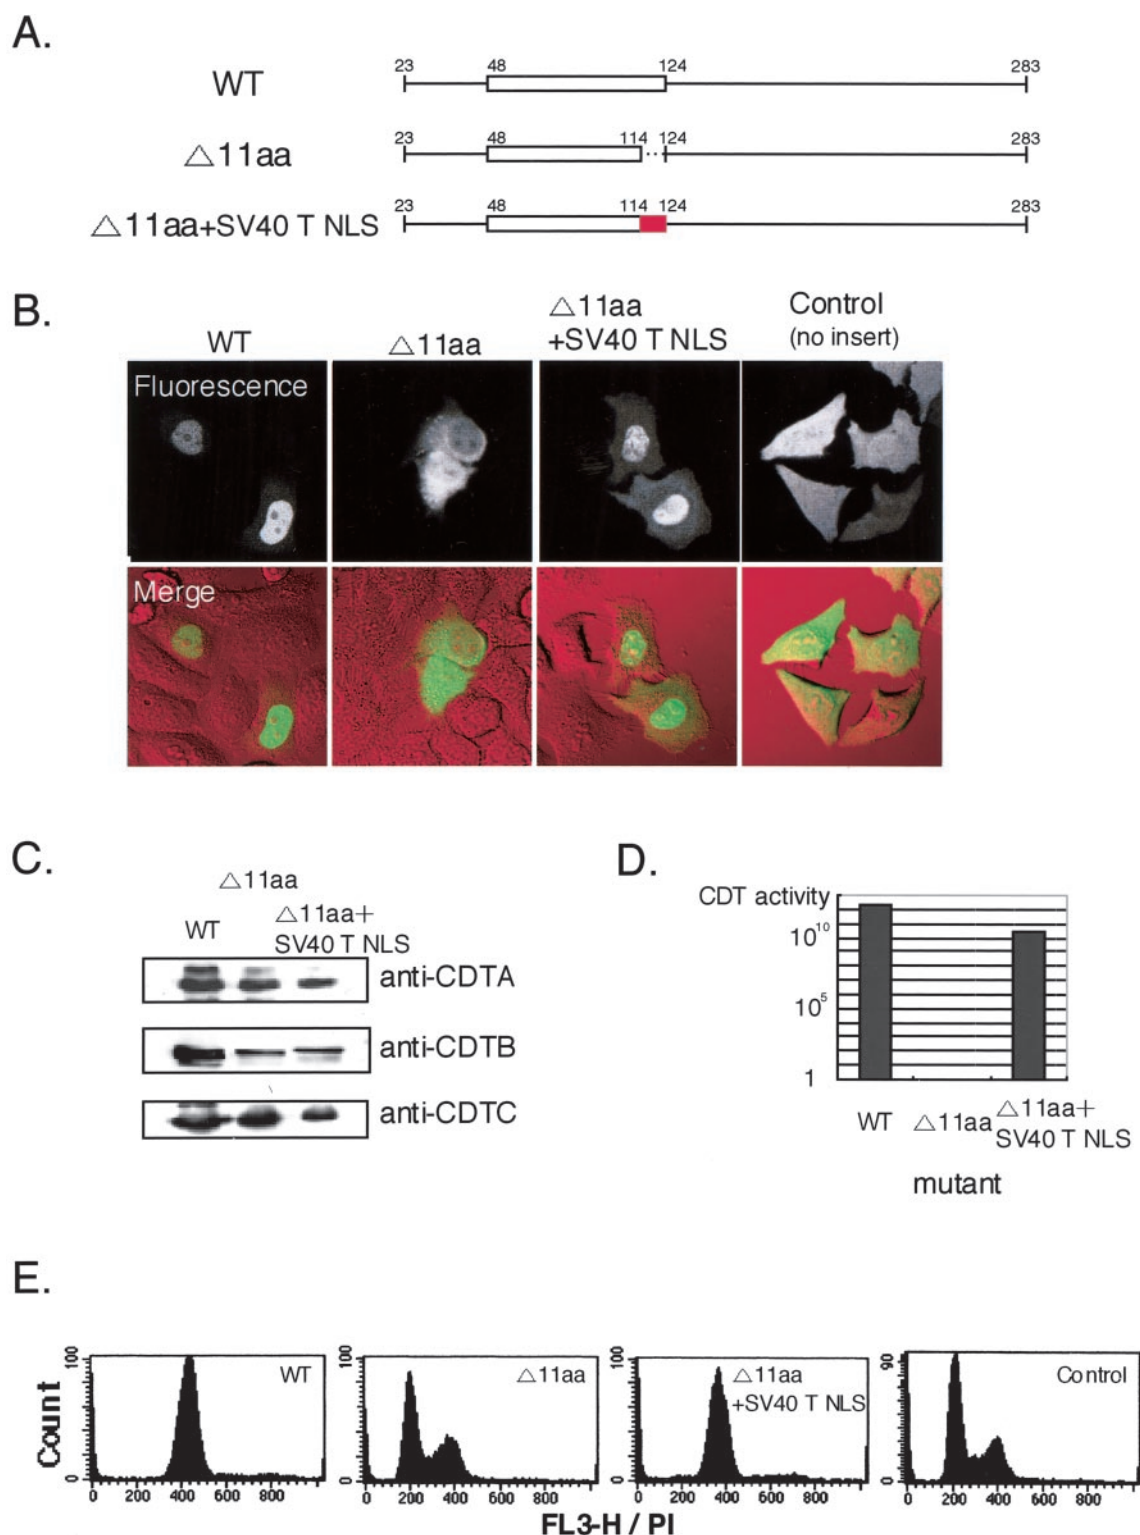 A.
WT
23 48 124 283
△11aa
23 48 114 124 283
△11aa+SV40 T NLS
23 48 114 124 283
B.
WT
△11aa
△11aa
+SV40 T NLS
Control
(no insert)
Fluorescence
Merge
C.
△11aa
WT
△11aa+
SV40 T NLS
anti-CDTA
anti-CDTB
anti-CDTC
D.
CDT activity
10¹⁰
10⁵
1
WT
△11aa
△11aa+
SV40 T NLS
mutant
E.
Count
100
0
WT
0 200 400 600 800
100
0
△11aa
0 200 400 600 800
100
0
△11aa
+SV40 T NLS
0 200 400 600 800
90
0
Control
0 200 400 600 800
FL3-H / PI